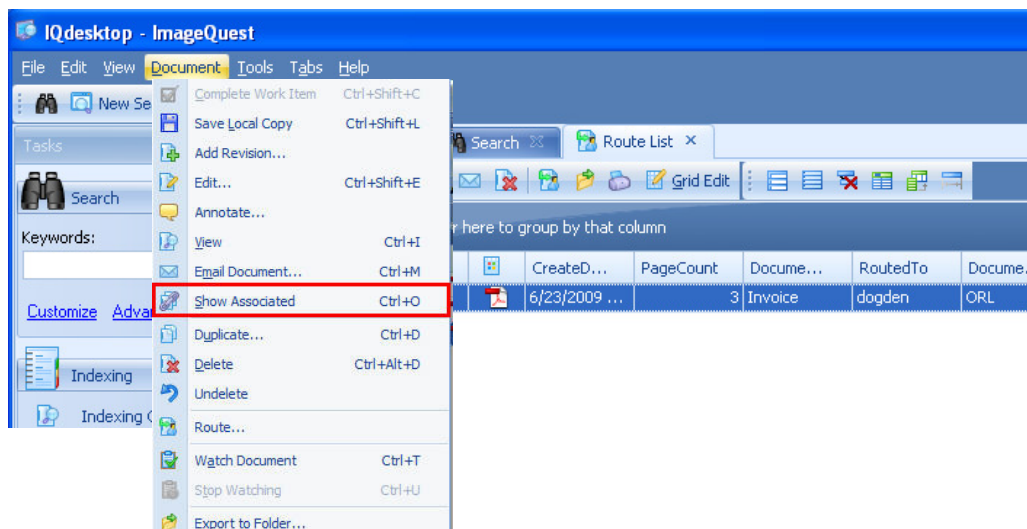 IQdesktop - ImageQuest
File Edit View Document Tools Tabs Help
New Se
Complete Work Item Ctrl+Shift+C
Save Local Copy Ctrl+Shift+L
Tasks
Search
Route List
Add Revision...
Edit... Ctrl+Shift+E
Grid Edit
Search
Annotate...
r here to group by that column
Keywords:
View Ctrl+I
Email Document... Ctrl+M
CreateD... PageCount Docume... RoutedTo Docume.
Show Associated Ctrl+O
6/23/2009 ... 3 Invoice dogden ORL
Customize Advar
Duplicate... Ctrl+D
Delete Ctrl+Alt+D
Indexing
Undelete
Indexing
Route...
Watch Document Ctrl+T
Stop Watching Ctrl+U
Export to Folder...